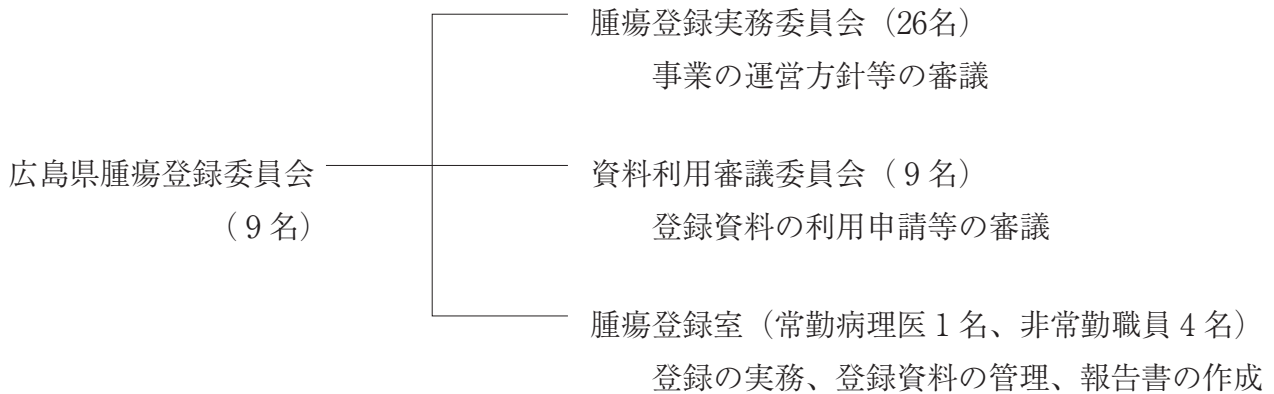 腫瘍登録実務委員会（26名）
事業の運営方針等の審議
広島県腫瘍登録委員会
（９名）
資料利用審議委員会（９名）
登録資料の利用申請等の審議
腫瘍登録室（常勤病理医１名、非常勤職員４名）
登録の実務、登録資料の管理、報告書の作成